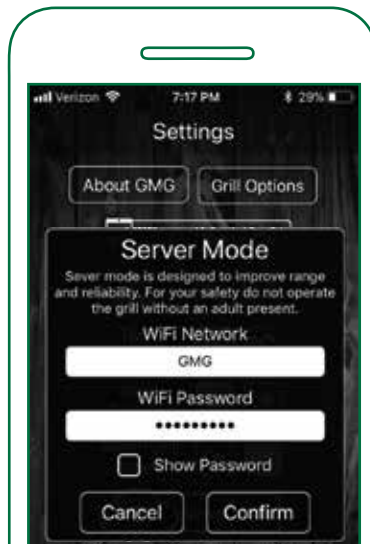 Verizon 7:17 PM 29%
Settings
About GMG Grill Options
Server Mode
Sever mode is designed to improve range
and reliability. For your safety do not operate
the grill without an adult present.
WiFi Network
GMG
WiFi Password
•••••••••
Show Password
Cancel Confirm